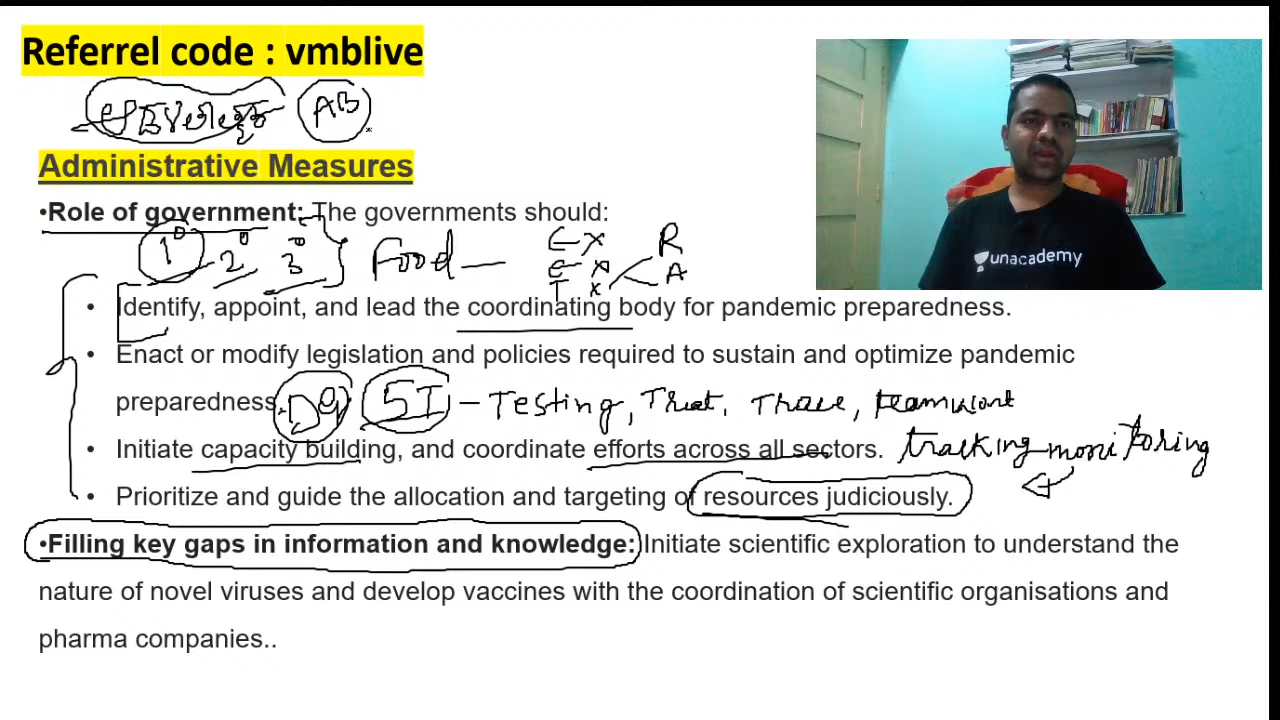 Referrel code : vmblive
AB
Administrative Measures
•Role of government: The governments should:
1° 2° 3° Food — R
A
unacademy
• Identify, appoint, and lead the coordinating body for pandemic preparedness.
• Enact or modify legislation and policies required to sustain and optimize pandemic
preparedness. 5T - Testing, Treat, Trace, teamwork
tracking monitoring
• Initiate capacity building, and coordinate efforts across all sectors.
• Prioritize and guide the allocation and targeting of resources judiciously.
•Filling key gaps in information and knowledge: Initiate scientific exploration to understand the
nature of novel viruses and develop vaccines with the coordination of scientific organisations and
pharma companies..